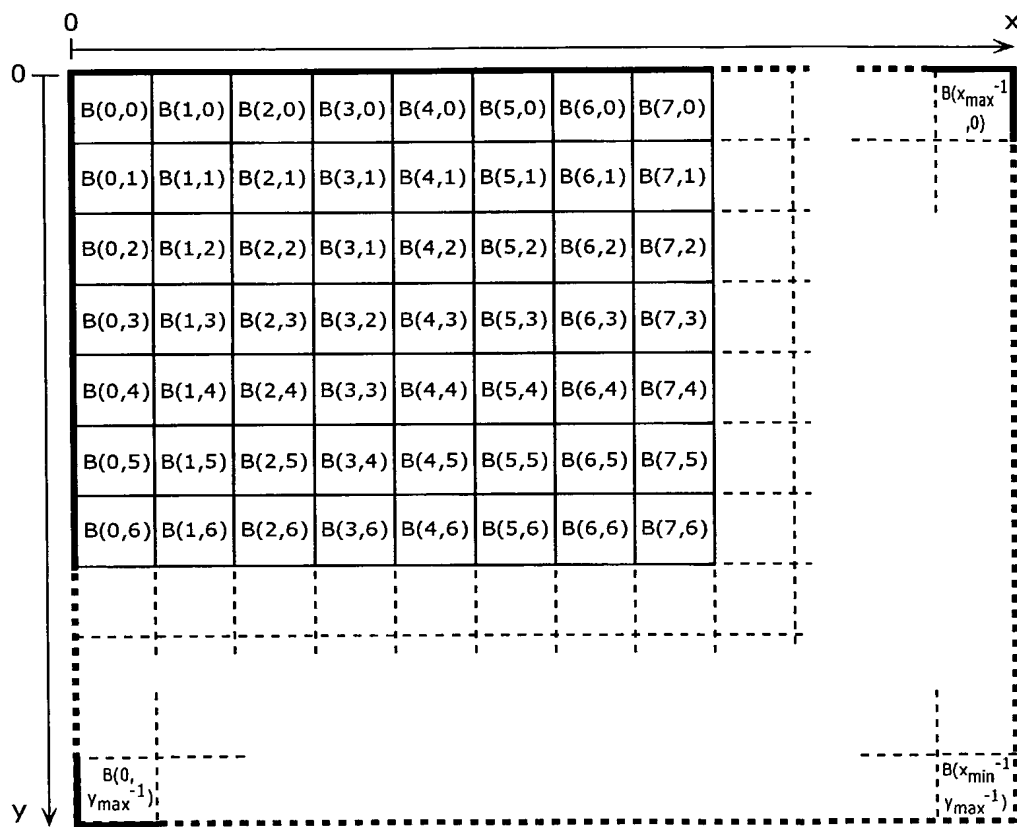 0 x
0
B(0,0) B(1,0) B(2,0) B(3,0) B(4,0) B(5,0) B(6,0) B(7,0) B(xmax-1
,0)
B(0,1) B(1,1) B(2,1) B(3,1) B(4,1) B(5,1) B(6,1) B(7,1)
B(0,2) B(1,2) B(2,2) B(3,1) B(4,2) B(5,2) B(6,2) B(7,2)
B(0,3) B(1,3) B(2,3) B(3,2) B(4,3) B(5,3) B(6,3) B(7,3)
B(0,4) B(1,4) B(2,4) B(3,3) B(4,4) B(5,4) B(6,4) B(7,4)
B(0,5) B(1,5) B(2,5) B(3,4) B(4,5) B(5,5) B(6,5) B(7,5)
B(0,6) B(1,6) B(2,6) B(3,6) B(4,6) B(5,6) B(6,6) B(7,6)
B(0,
ymax-1)
B(xmin-1
ymax-1)
y